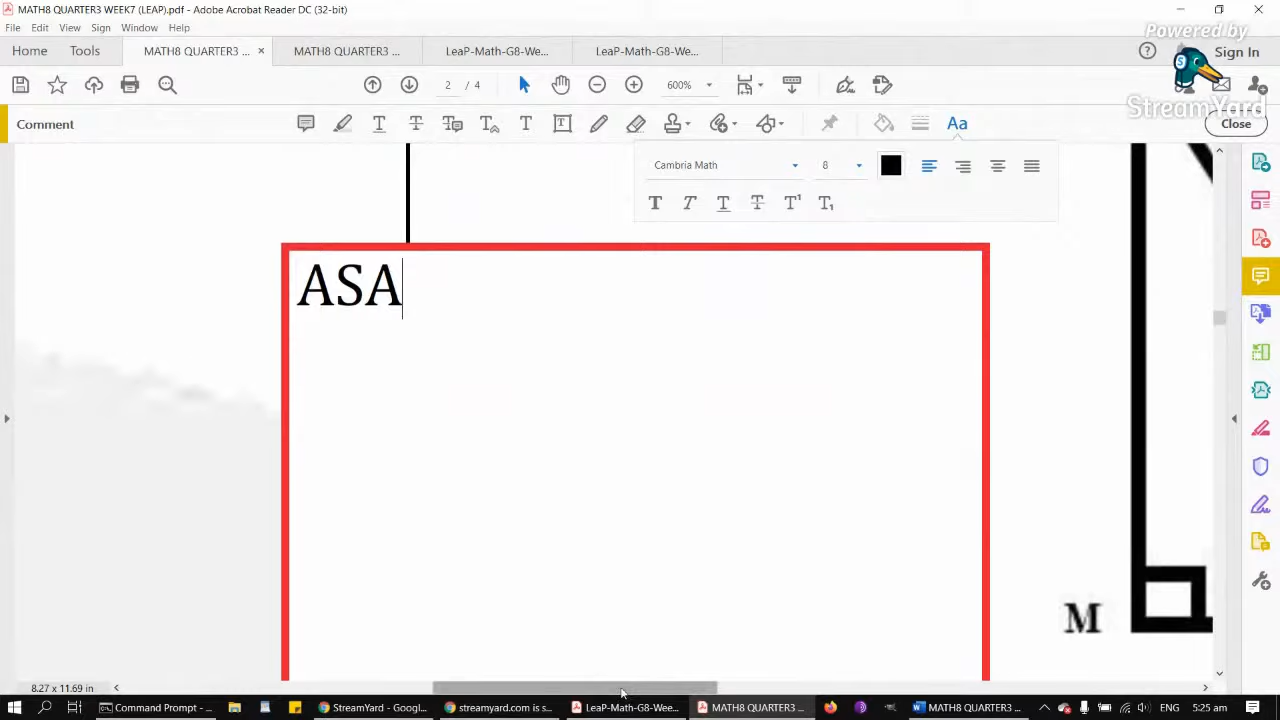 MATH8 QUARTER3 WEEK7 (LEAP).pdf - Adobe Acrobat Reader DC (32-bit)
File Edit View Sign Window Help
Powered by
StreamYard
Home Tools MATH8 QUARTER3 ... × MATH8 QUARTER3 ... LeaP-Math-G8-We... LeaP-Math-G8-We... Sign In
2 / 4 600%
Comment Aa Close
Cambria Math 8
ASA
M
8.27 x 11.69 in
Command Prompt - ... StreamYard - Googl... streamyard.com is s... LeaP-Math-G8-Wee... MATH8 QUARTER3 ... MATH8 QUARTER3 ... 5:25 am